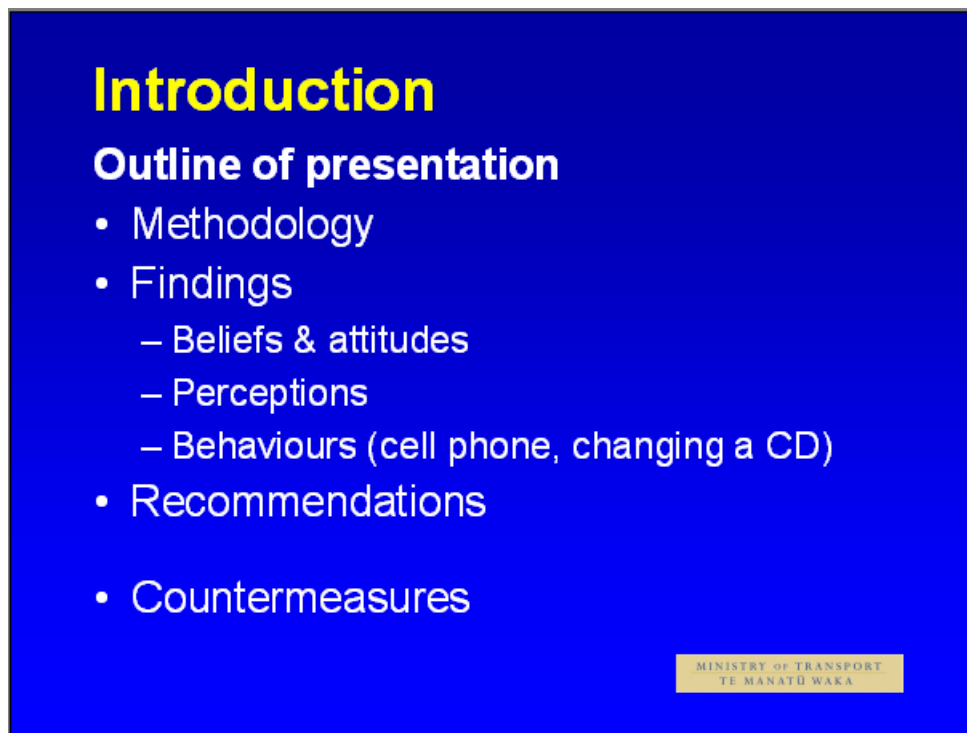 Introduction
Outline of presentation
• Methodology
• Findings
– Beliefs & attitudes
– Perceptions
– Behaviours (cell phone, changing a CD)
• Recommendations
• Countermeasures
MINISTRY OF TRANSPORT
TE MANATŪ WAKA